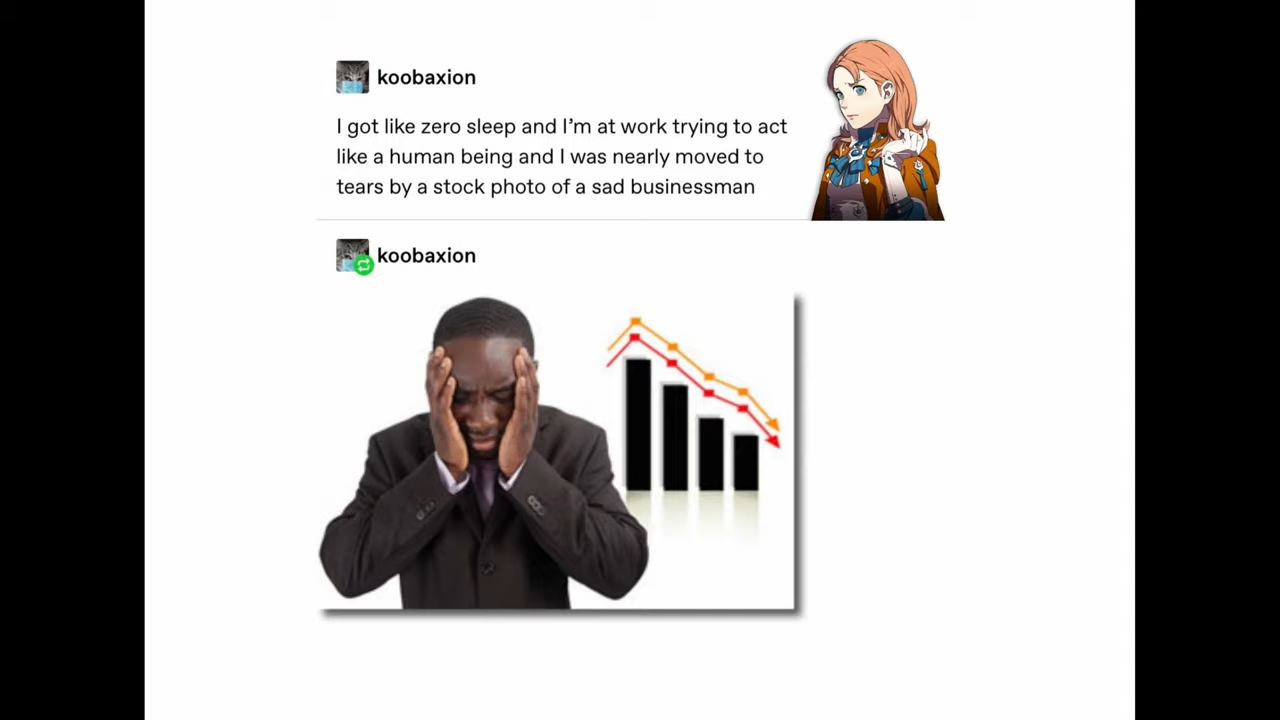 koobaxion
I got like zero sleep and I’m at work trying to act
like a human being and I was nearly moved to
tears by a stock photo of a sad businessman
koobaxion